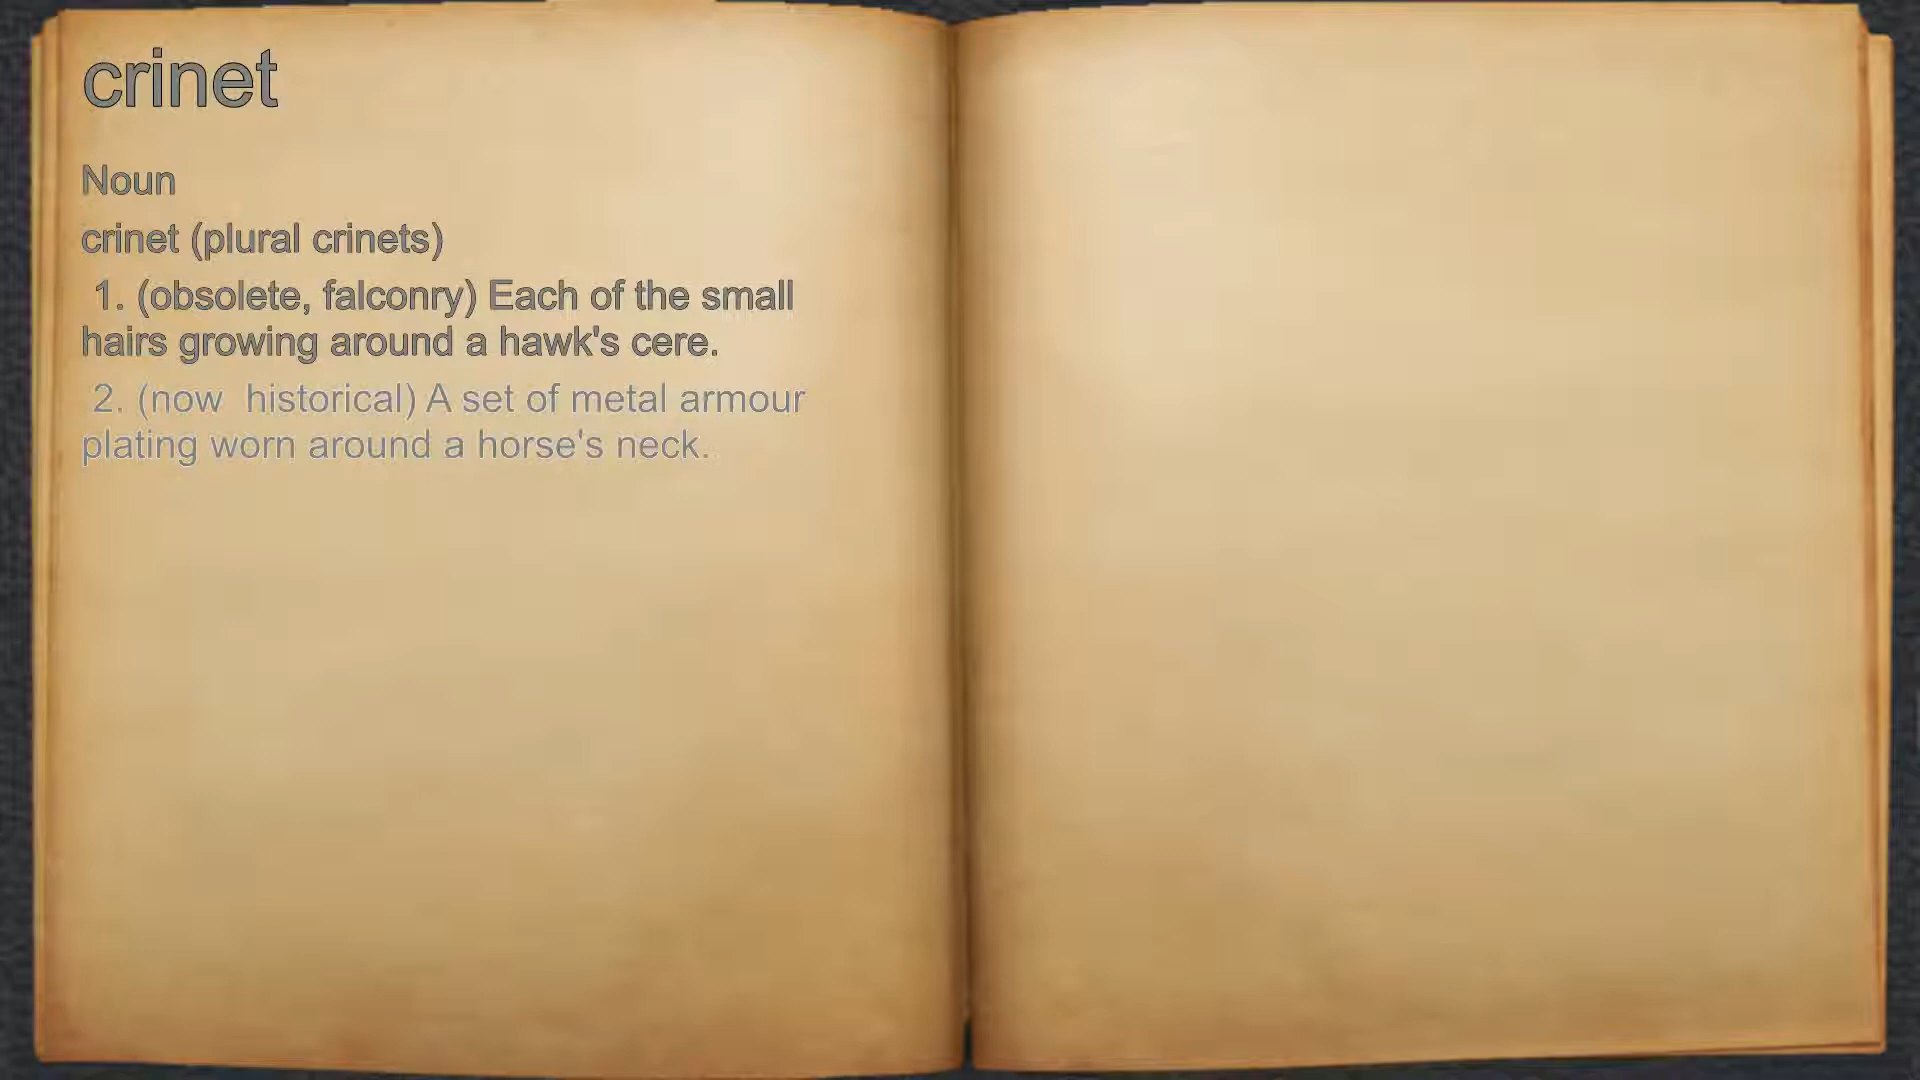 crinet
Noun
crinet (plural crinets)
1. (obsolete, falconry) Each of the small
hairs growing around a hawk's cere.
2. (now  historical) A set of metal armour
plating worn around a horse's neck.